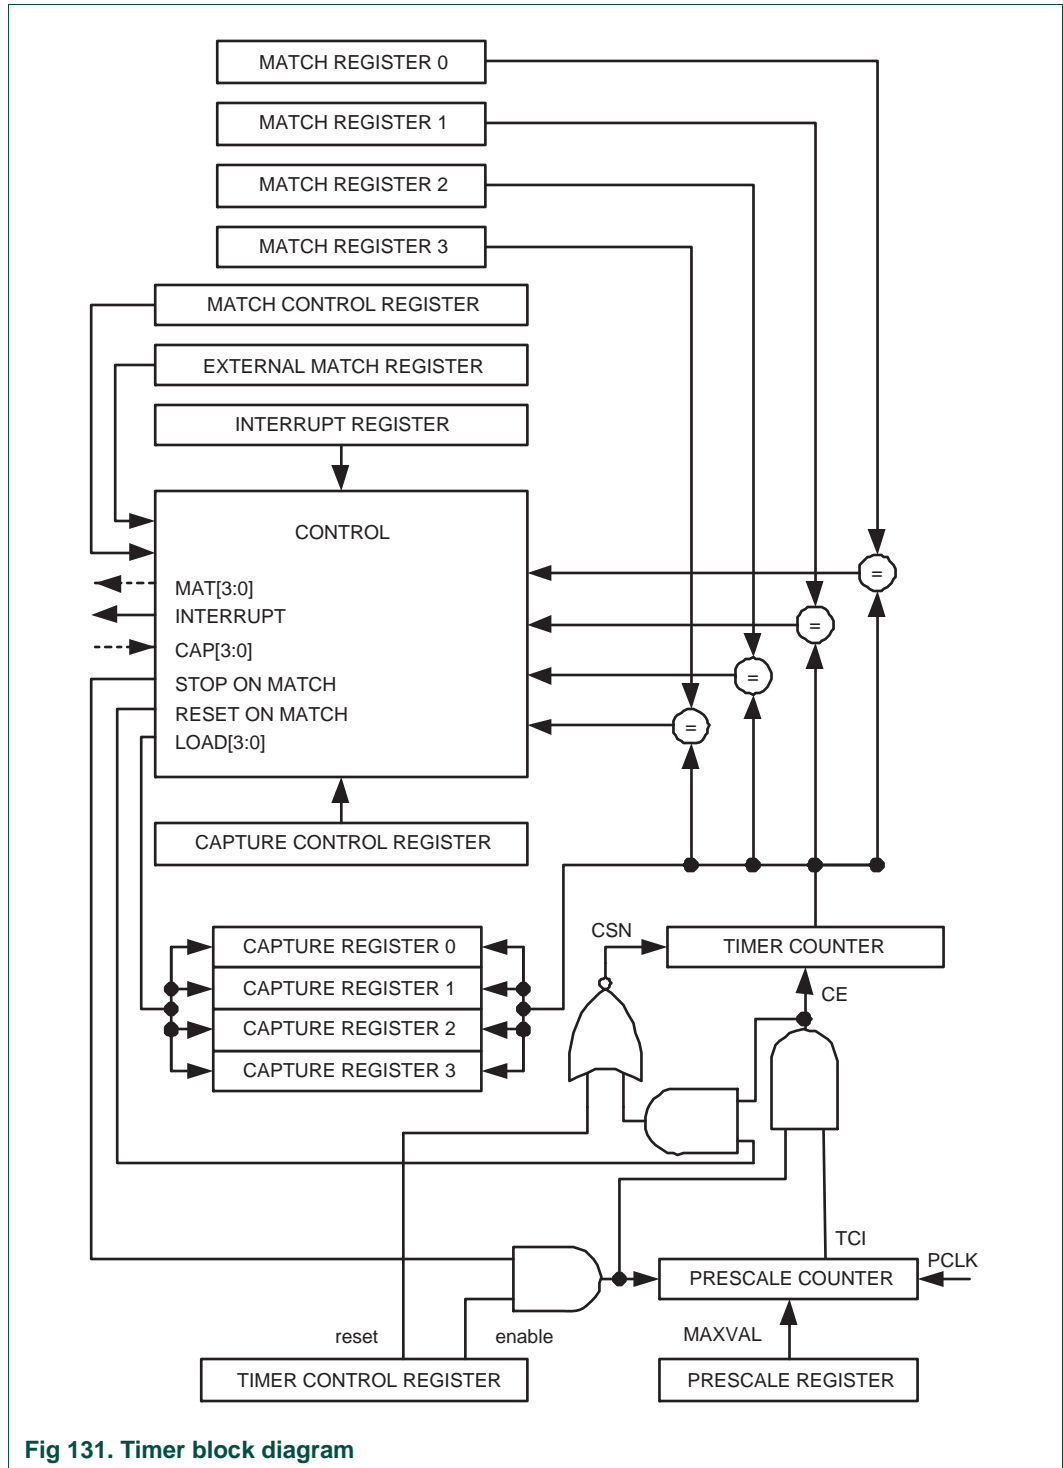 MATCH REGISTER 0
MATCH REGISTER 1
MATCH REGISTER 2
MATCH REGISTER 3
MATCH CONTROL REGISTER
EXTERNAL MATCH REGISTER
INTERRUPT REGISTER
CONTROL
=
MAT[3:0]
INTERRUPT
=
CAP[3:0]
STOP ON MATCH
=
RESET ON MATCH
=
LOAD[3:0]
CAPTURE CONTROL REGISTER
CSN
CAPTURE REGISTER 0
TIMER COUNTER
CAPTURE REGISTER 1
CE
CAPTURE REGISTER 2
CAPTURE REGISTER 3
TCI
PCLK
PRESCALE COUNTER
reset
enable
MAXVAL
TIMER CONTROL REGISTER
PRESCALE REGISTER
Fig 131. Timer block diagram